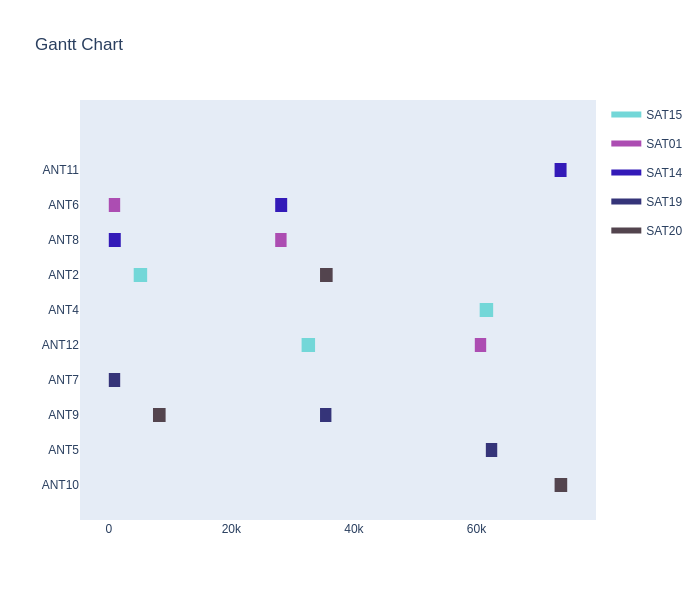 Gantt Chart
SAT15
SAT01
SAT14
SAT19
SAT20
ANT11
ANT6
ANT8
ANT2
ANT4
ANT12
ANT7
ANT9
ANT5
ANT10
0 20k 40k 60k